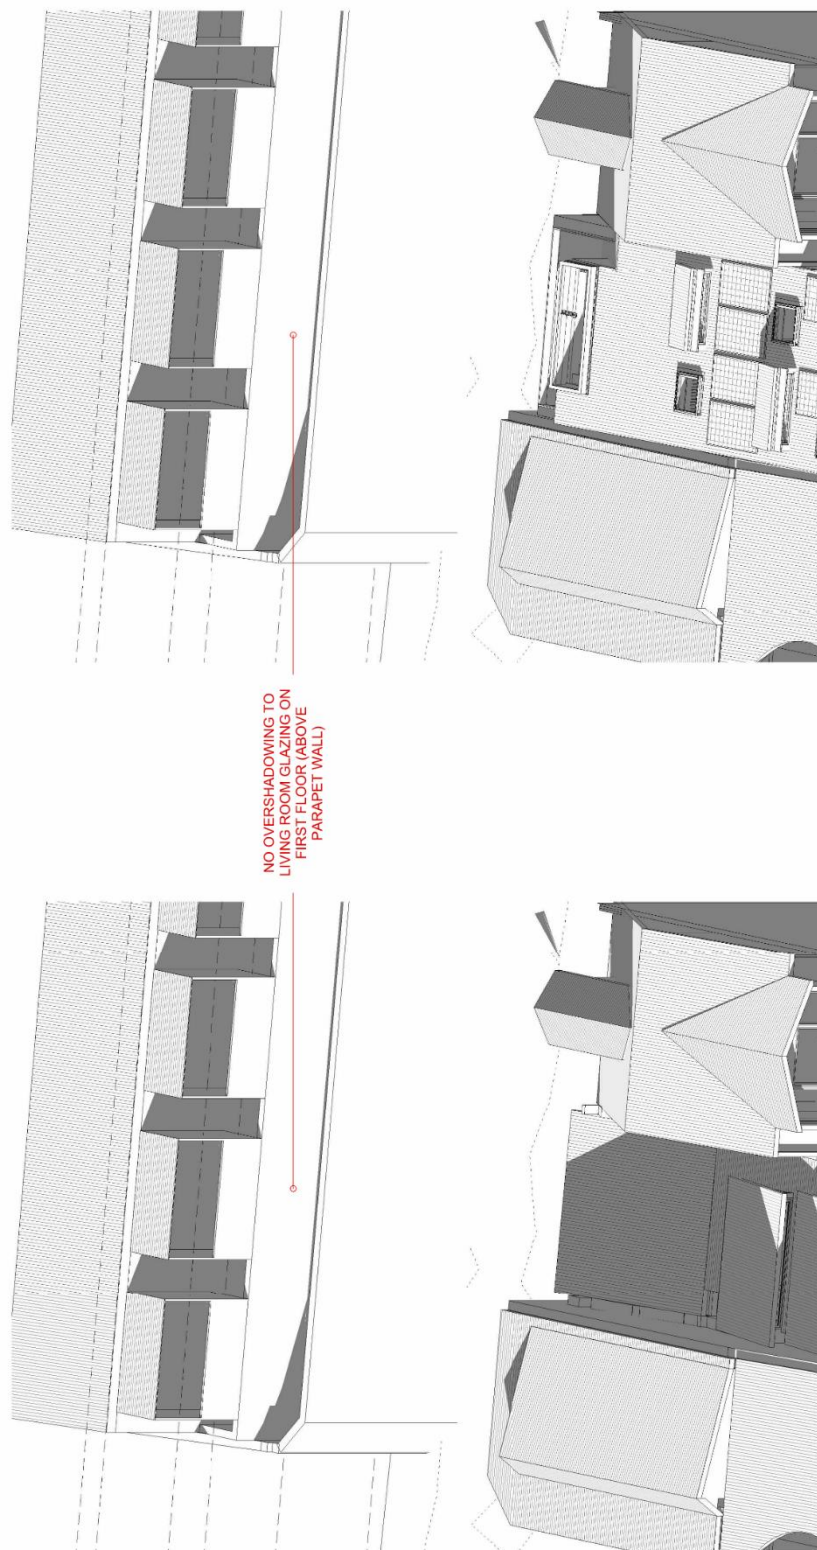 NO OVERSHADOWING TO
LIVING ROOM GLAZING ON
FIRST FLOOR (ABOVE
PARAPET WALL)